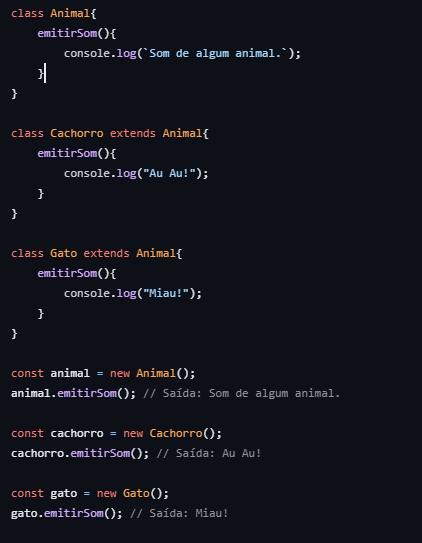 class Animal{
    emitirSom(){
        console.log(`Som de algum animal.`);
    }
}
class Cachorro extends Animal{
    emitirSom(){
        console.log("Au Au!");
    }
}
class Gato extends Animal{
    emitirSom(){
        console.log("Miau!");
    }
}
const animal = new Animal();
animal.emitirSom(); // Saída: Som de algum animal.
const cachorro = new Cachorro();
cachorro.emitirSom(); // Saída: Au Au!
const gato = new Gato();
gato.emitirSom(); // Saída: Miau!